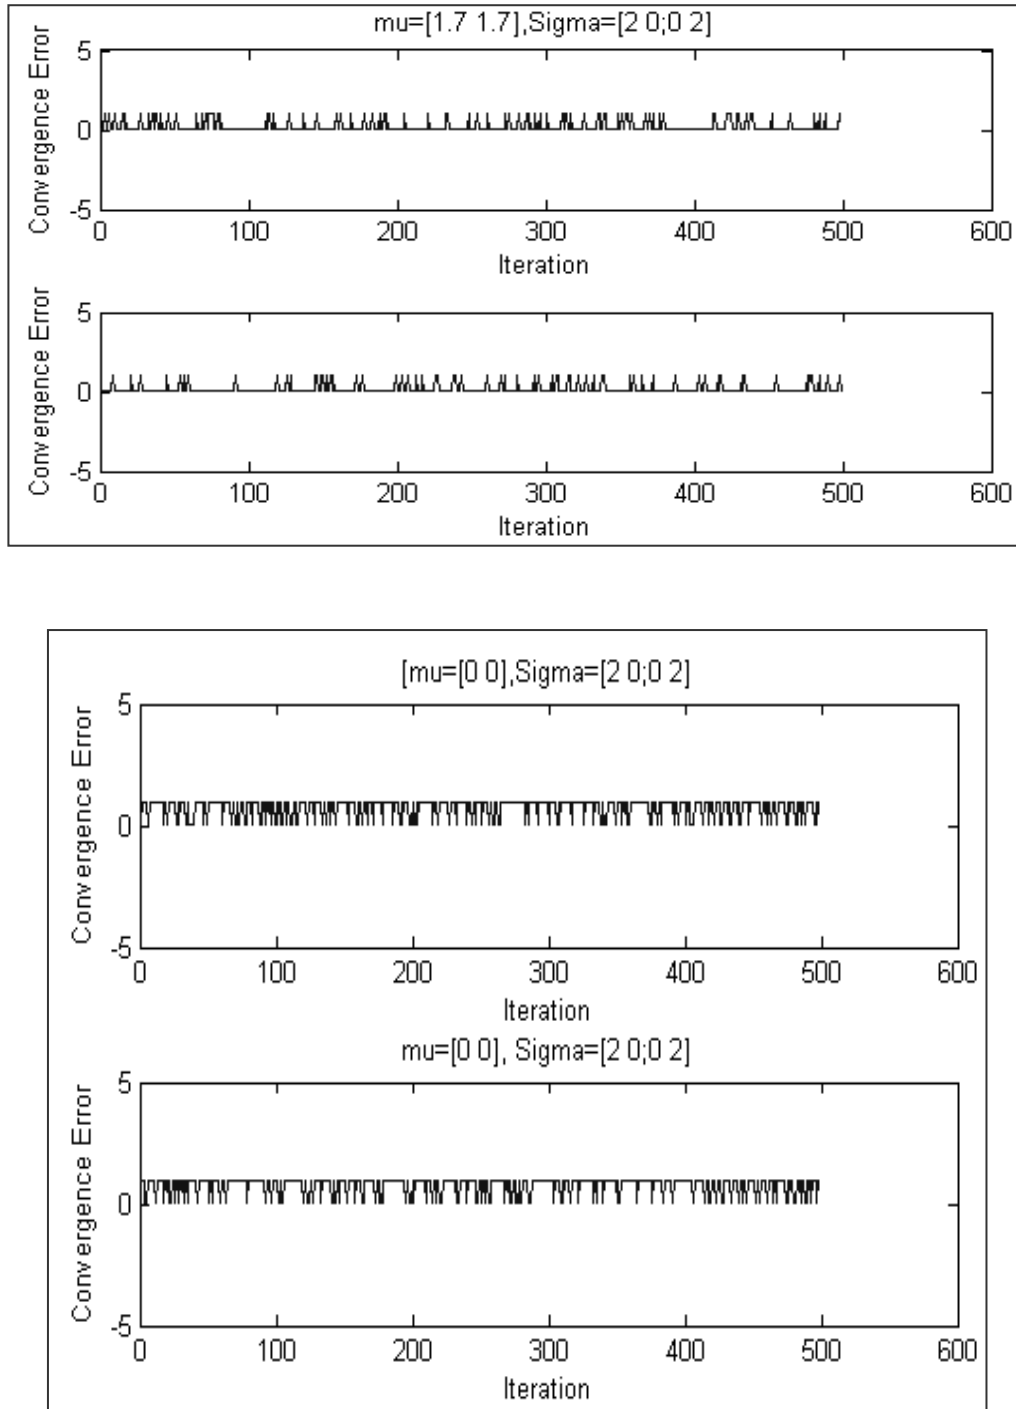 mu=[1.7 1.7],Sigma=[2 0;0 2]
Convergence Error
5
0
-5
0 100 200 300 400 500 600
Iteration
Convergence Error
5
0
-5
0 100 200 300 400 500 600
Iteration
[mu=[0 0],Sigma=[2 0;0 2]
Convergence Error
5
0
-5
0 100 200 300 400 500 600
Iteration
mu=[0 0], Sigma=[2 0;0 2]
Convergence Error
5
0
-5
0 100 200 300 400 500 600
Iteration